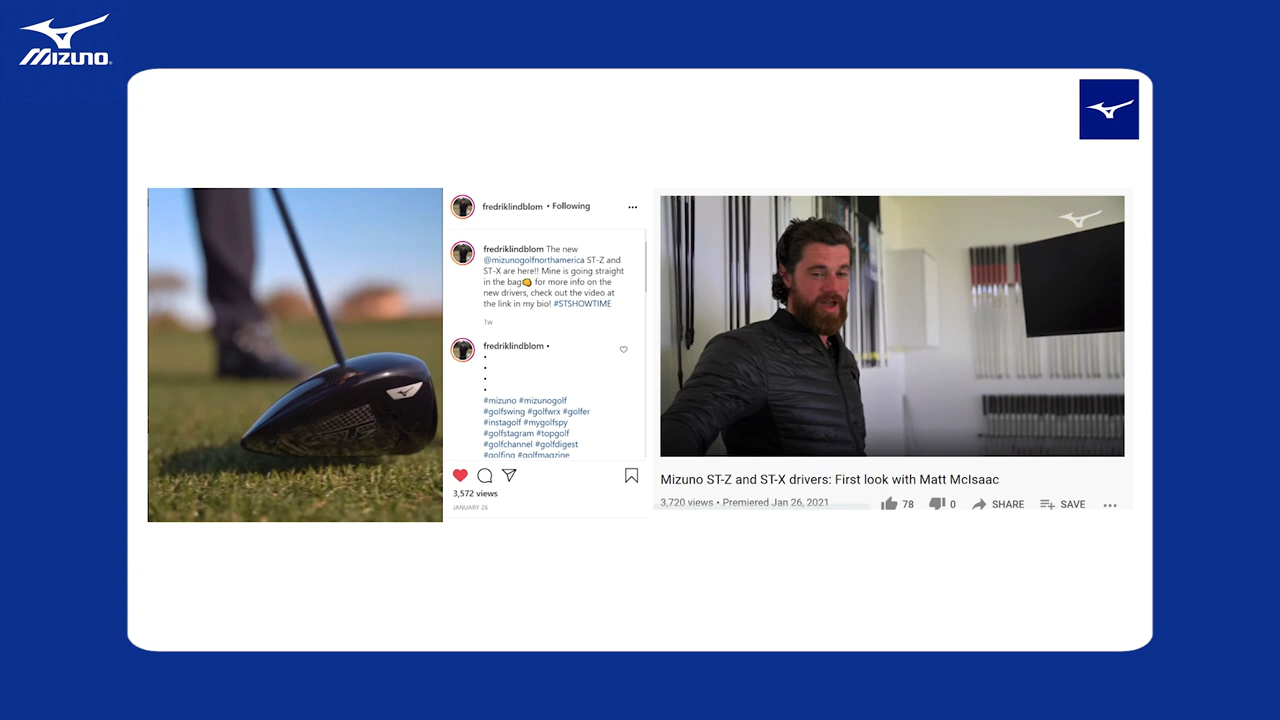 MIZUNO
fredriklindblom • Following
fredriklindblom The new
@mizunogolfnorthamerica ST-Z and
ST-X are here!! Mine is going straight
in the bag👊 for more info on the
new drivers, check out the video at
the link in my bio! #STSHOWTIME
1w
fredriklindblom •
•
•
•
•
#mizuno #mizunogolf
#golfswing #golfwrx #golfer
#instagolf #mygolfspy
#golfstagram #topgolf
#golfchannel #golfdigest
#golfing #golfmagzine
3,572 views
JANUARY 26
Mizuno ST-Z and ST-X drivers: First look with Matt McIsaac
3,720 views • Premiered Jan 26, 2021
78
0
SHARE
SAVE